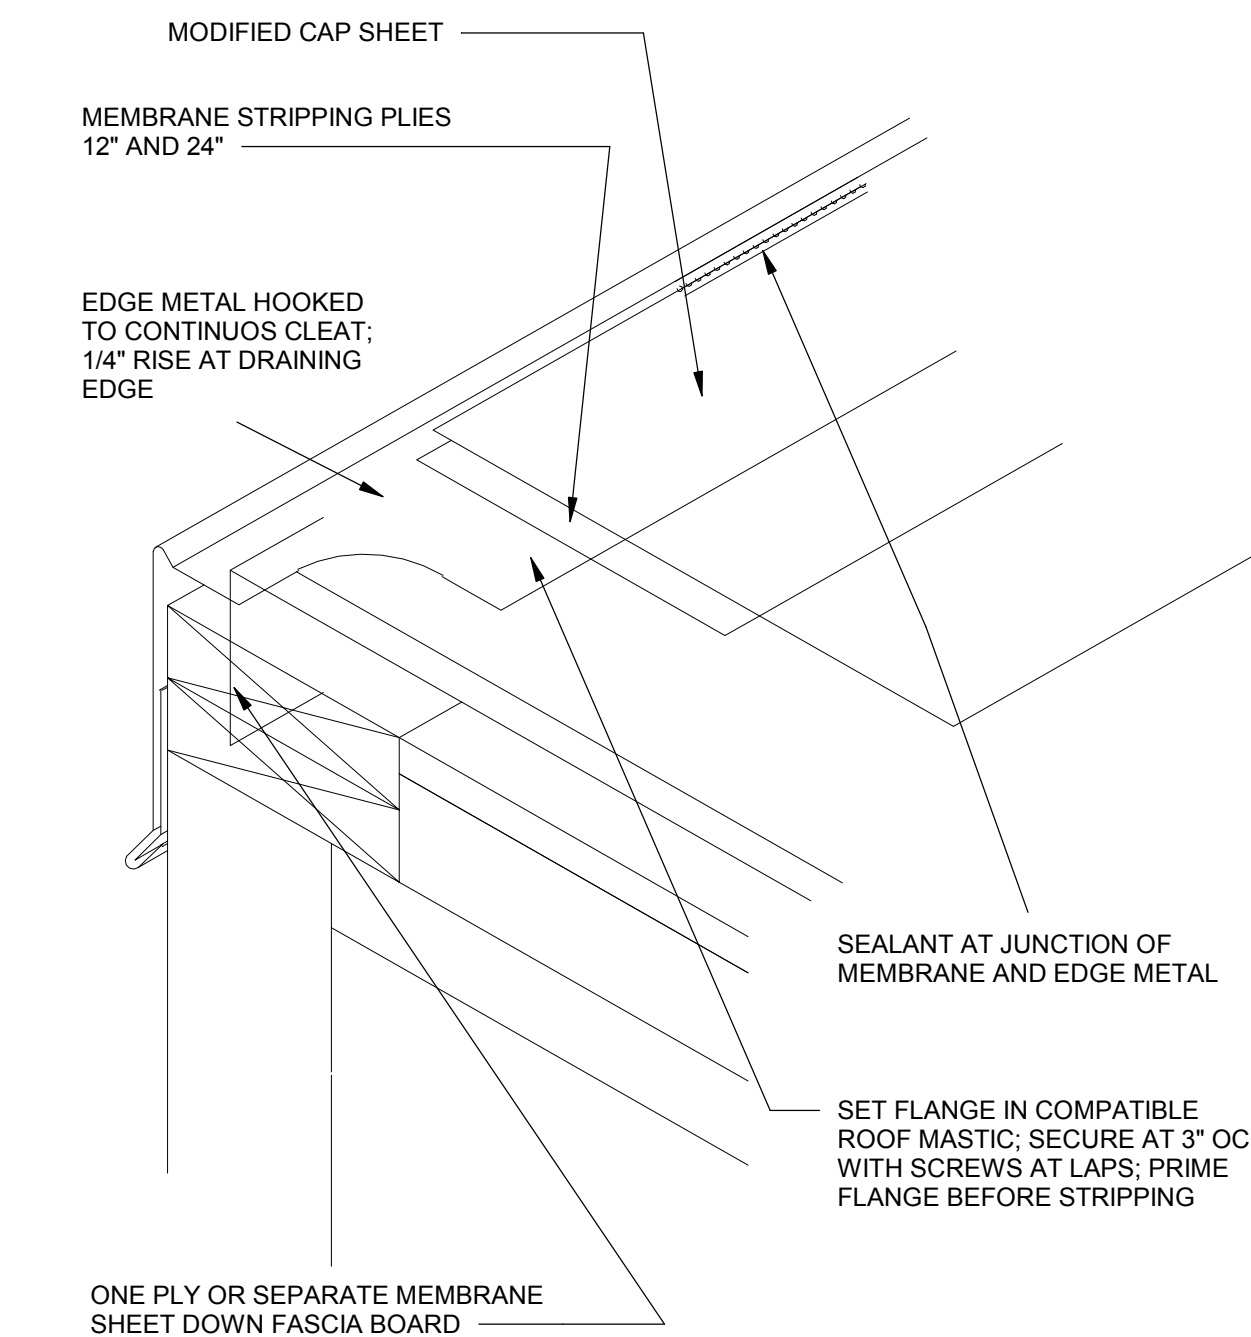 MODIFIED CAP SHEET
MEMBRANE STRIPPING PLIES
12" AND 24"
EDGE METAL HOOKED
TO CONTINUOS CLEAT;
1/4" RISE AT DRAINING
EDGE
SEALANT AT JUNCTION OF
MEMBRANE AND EDGE METAL
SET FLANGE IN COMPATIBLE
ROOF MASTIC; SECURE AT 3" OC
WITH SCREWS AT LAPS; PRIME
FLANGE BEFORE STRIPPING
ONE PLY OR SEPARATE MEMBRANE
SHEET DOWN FASCIA BOARD